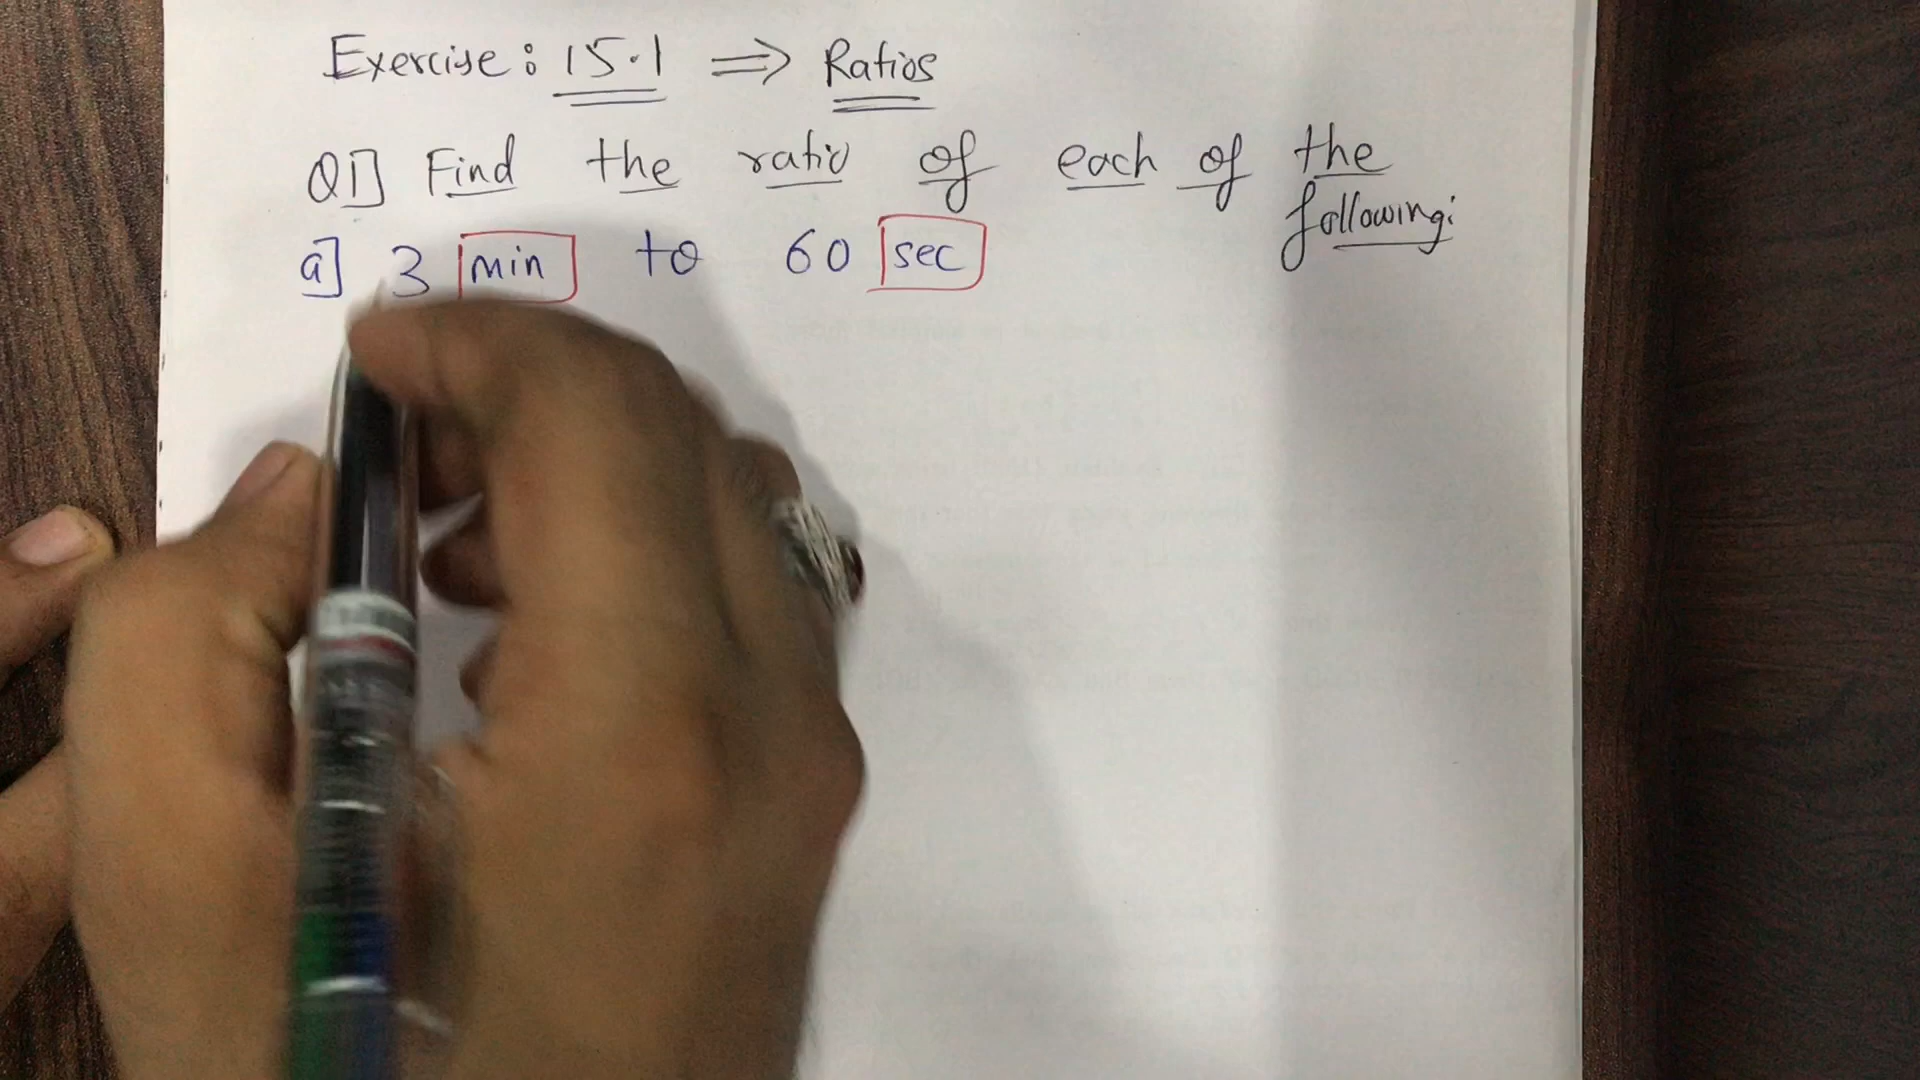 Exercise: 15.1 ⇒ Ratios
Q1] Find the ratio of each of the
following:
a] 3 min to 60 sec